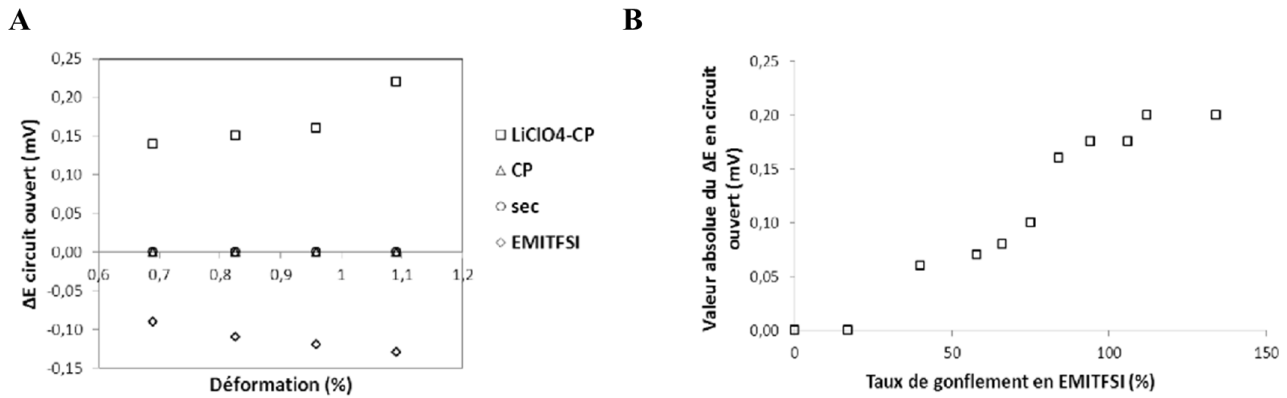 A
ΔE circuit ouvert (mV)
0,25
0,20
0,15
0,10
0,05
0,00
-0,05
-0,10
-0,15
0,6 0,7 0,8 0,9 1 1,1 1,2
Déformation (%)
LiClO4-CP
CP
sec
EMITFSI
B
Valeur absolue du ΔE en circuit
ouvert (mV)
0,25
0,20
0,15
0,10
0,05
0,00
0 50 100 150
Taux de gonflement en EMITFSI (%)